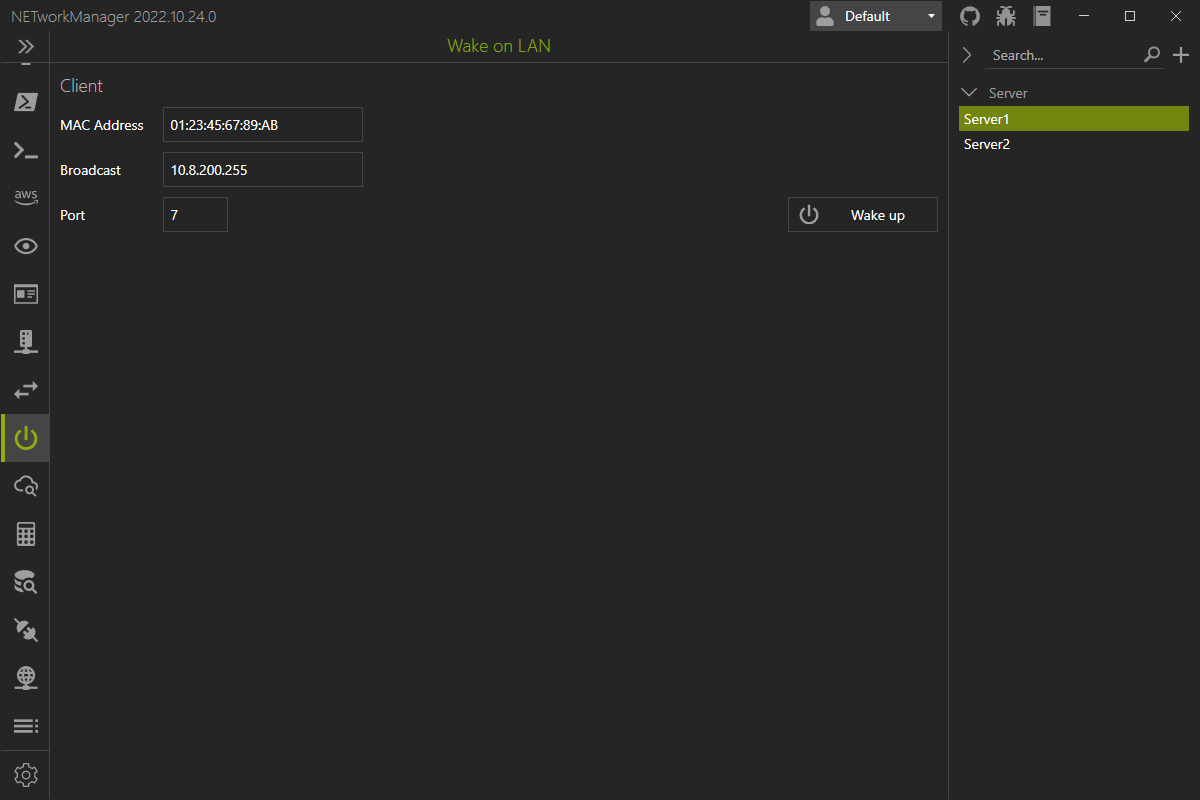 NETworkManager 2022.10.24.0
Default
Wake on LAN
Search...
Client
MAC Address 01:23:45:67:89:AB
Broadcast 10.8.200.255
Port 7
Wake up
Server
Server1
Server2
aws